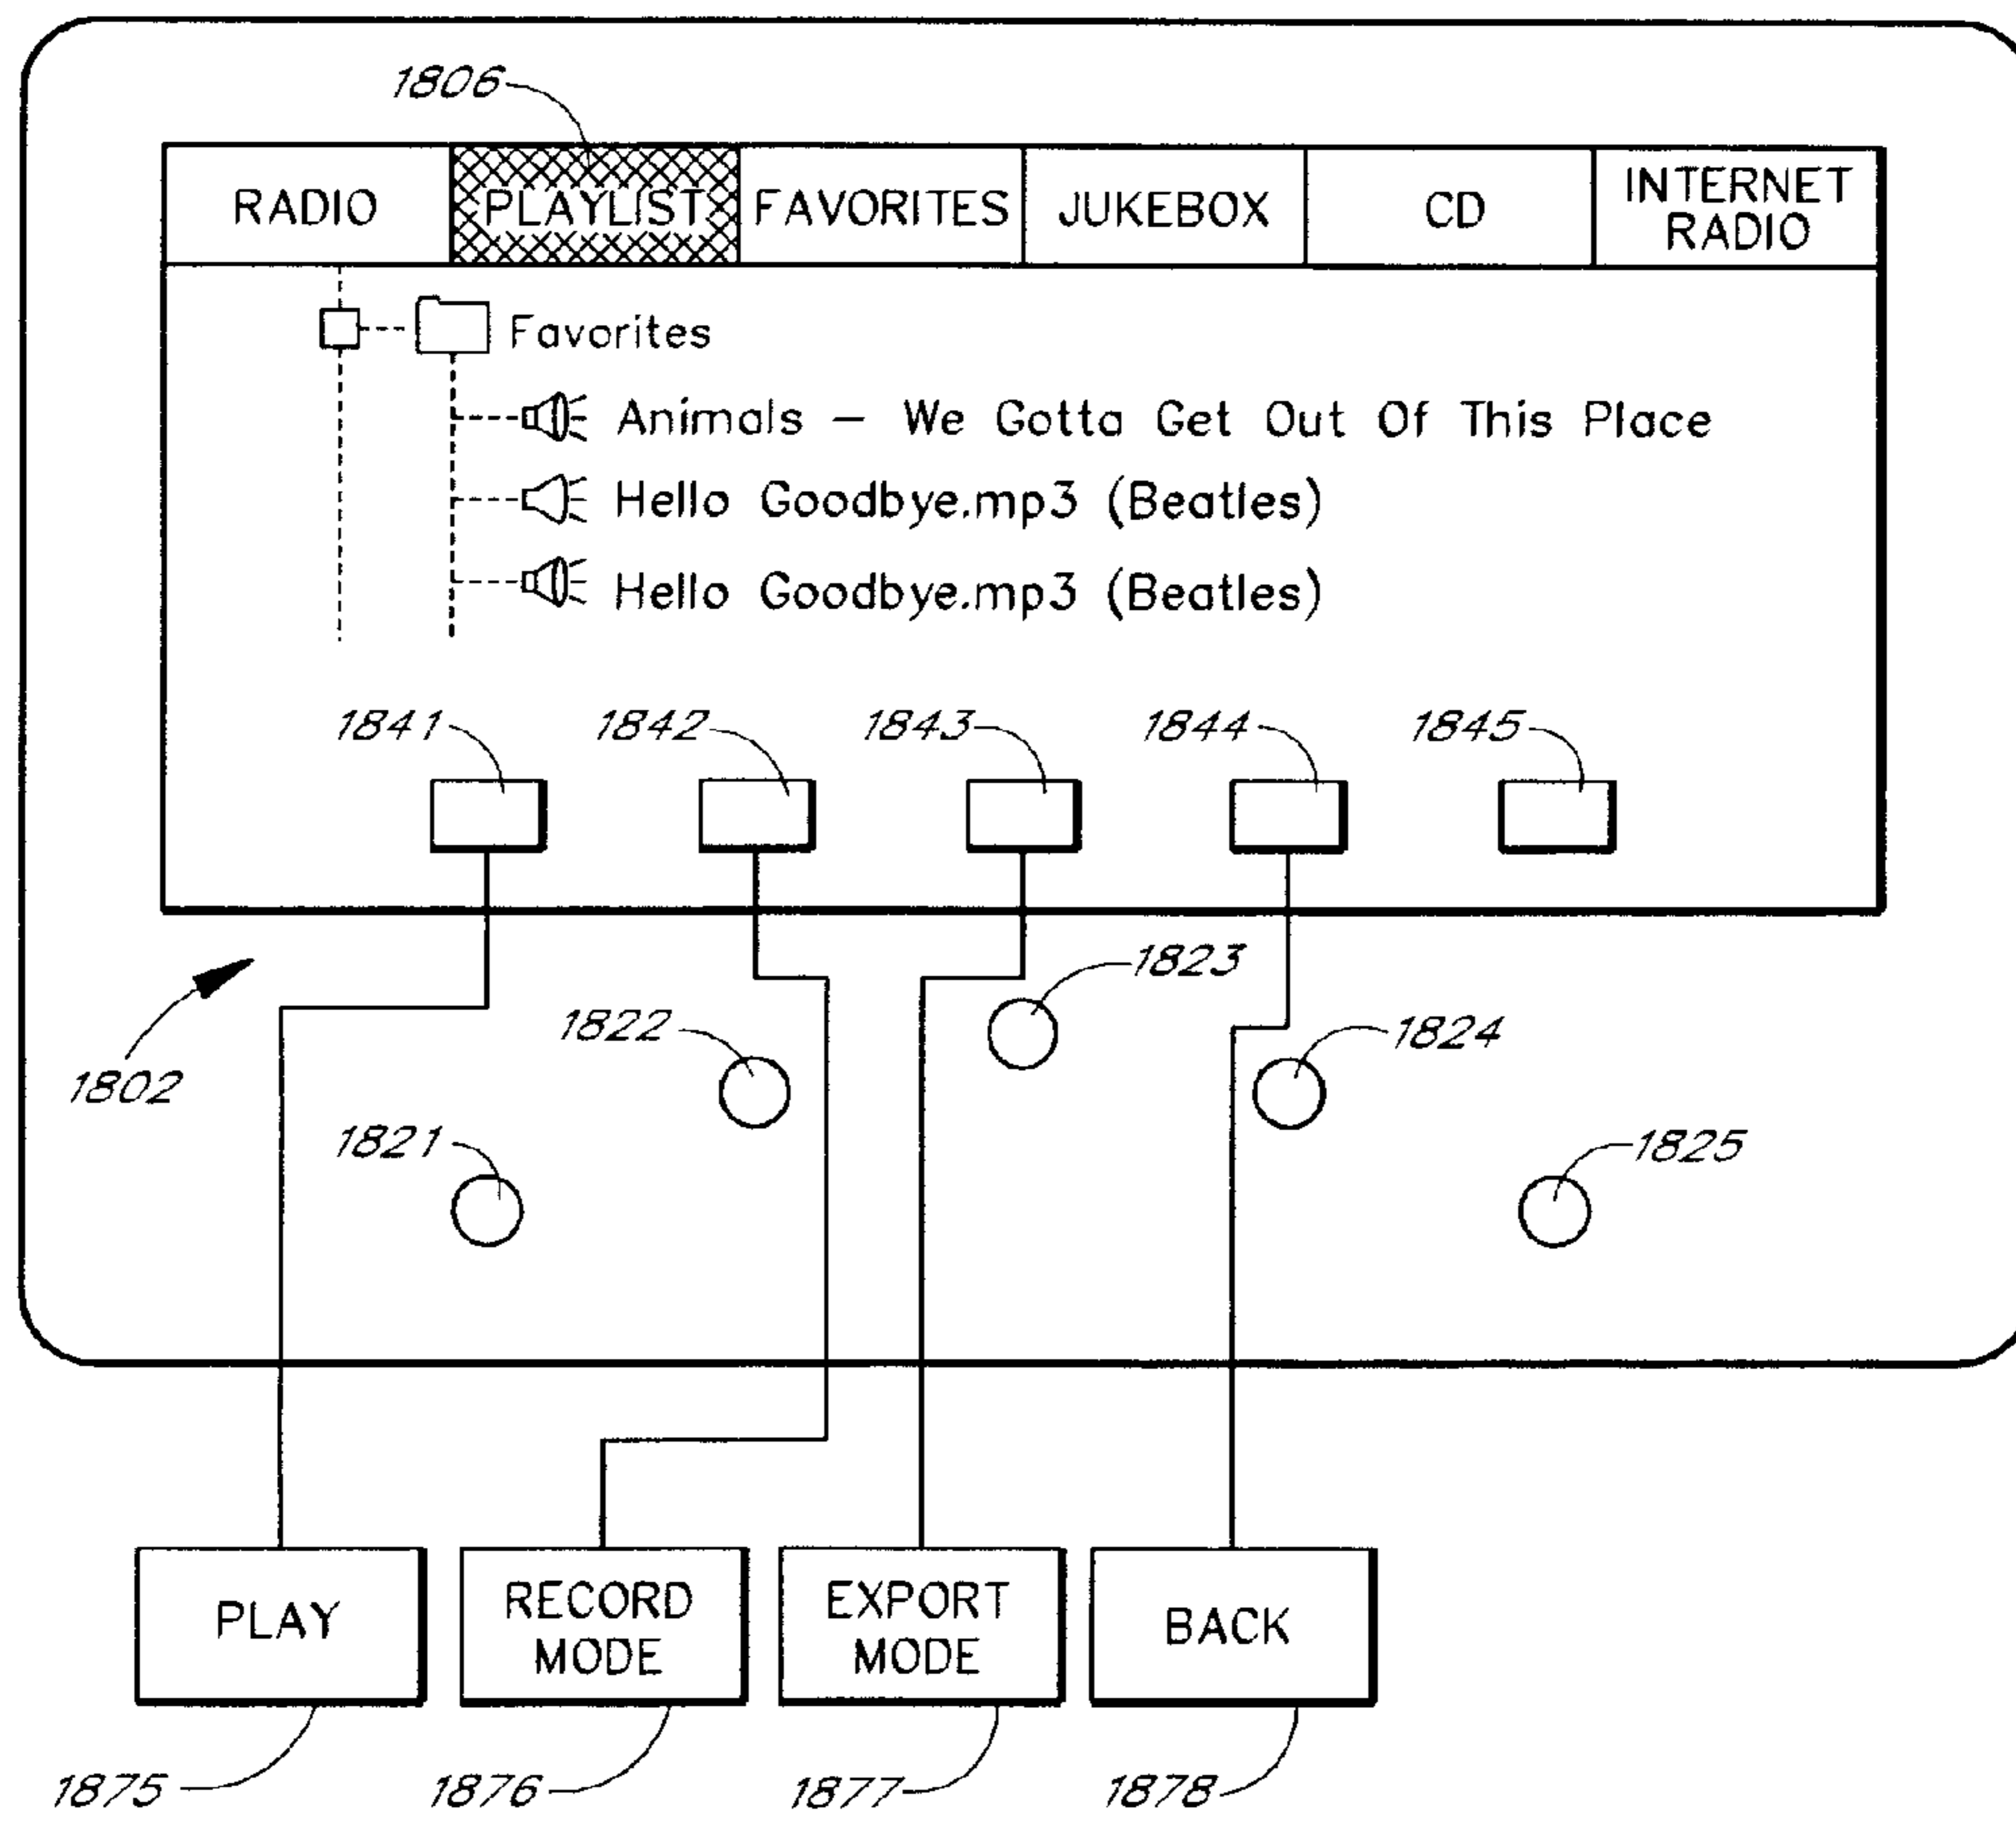 1806
RADIO PLAYLIST FAVORITES JUKEBOX CD INTERNET RADIO
Favorites
Animals – We Gotta Get Out Of This Place
Hello Goodbye.mp3 (Beatles)
Hello Goodbye.mp3 (Beatles)
1841 1842 1843 1844 1845
1823
1822 1824
1802
1821 1825
PLAY RECORD MODE EXPORT MODE BACK
1875 1876 1877 1878